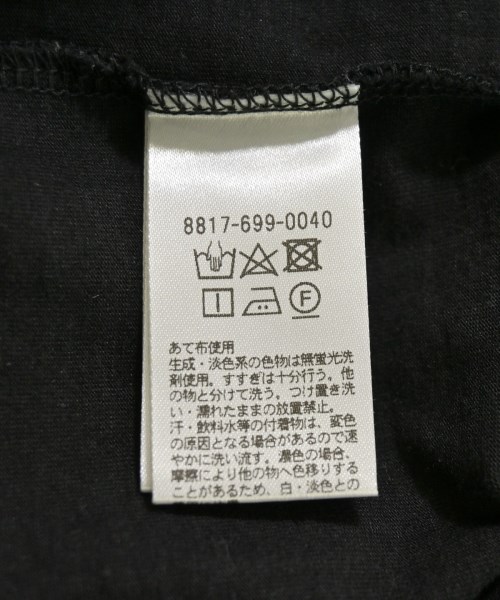 8817-699-0040
F
あて布使用
生成・淡色系の色物は無蛍光洗
剤使用。すすぎは十分行う。他
の物と分けて洗う。つけ置き洗
い・濡れたままの放置禁止。
汗・飲料水等の付着物は、変色
の原因となる場合があるので速
やかに洗い流す。濃色の場合、
摩擦により他の物へ色移りする
ことがあるため、白・淡色との